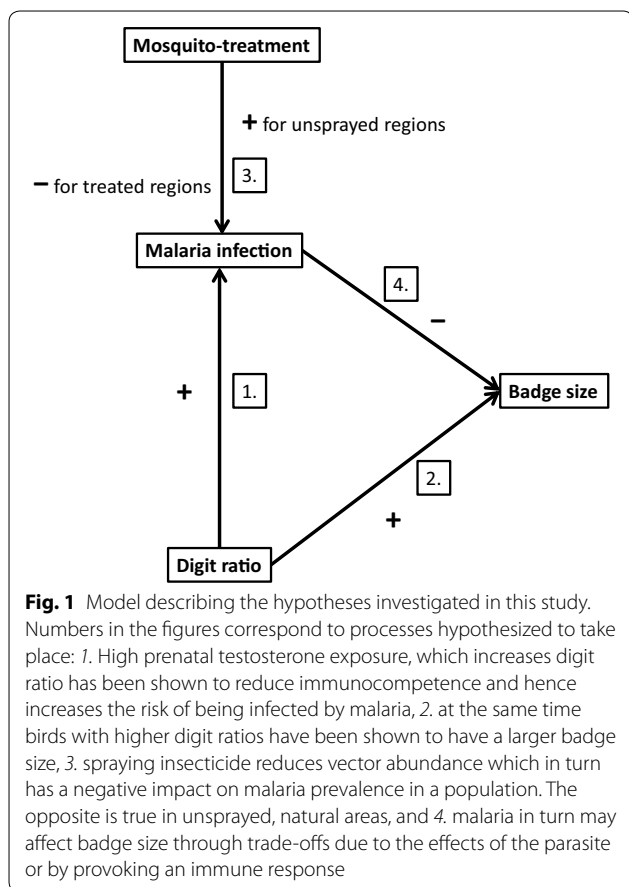 Mosquito-treatment
+ for unsprayed regions
− for treated regions
3.
Malaria infection
4.
−
+
1.
Badge size
2.
+
Digit ratio
Fig. 1 Model describing the hypotheses investigated in this study.
Numbers in the figures correspond to processes hypothesized to take
place: 1. High prenatal testosterone exposure, which increases digit
ratio has been shown to reduce immunocompetence and hence
increases the risk of being infected by malaria, 2. at the same time
birds with higher digit ratios have been shown to have a larger badge
size, 3. spraying insecticide reduces vector abundance which in turn
has a negative impact on malaria prevalence in a population. The
opposite is true in unsprayed, natural areas, and 4. malaria in turn may
affect badge size through trade-offs due to the effects of the parasite
or by provoking an immune response